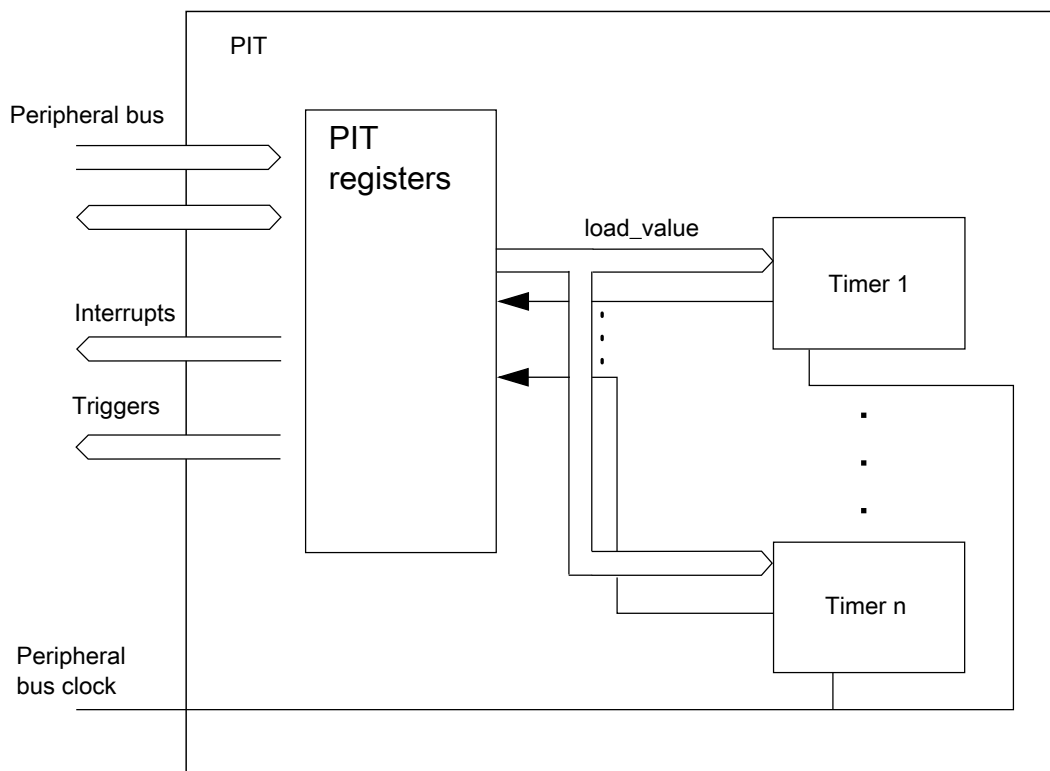 PIT
Peripheral bus
PIT
registers
load_value
Timer 1
Interrupts
Triggers
Timer n
Peripheral
bus clock